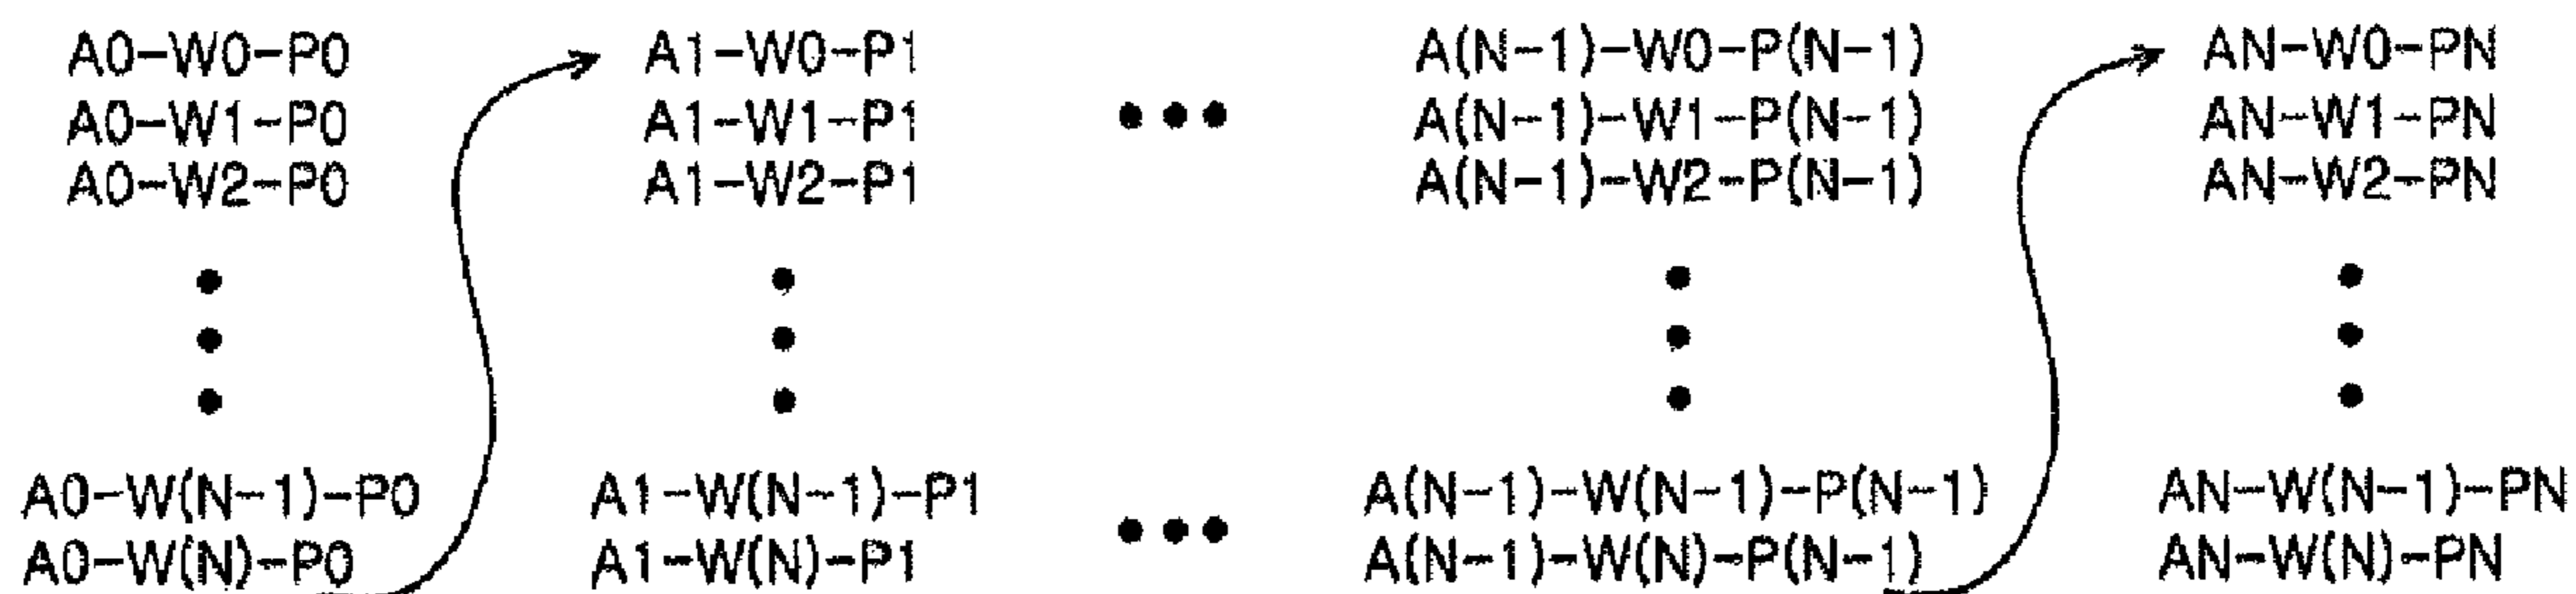 A0-W0-P0
A0-W1-P0
A0-W2-P0
A0-W(N-1)-P0
A0-W(N)-P0
A1-W0-P1
A1-W1-P1
A1-W2-P1
A1-W(N-1)-P1
A1-W(N)-P1
A(N-1)-W0-P(N-1)
A(N-1)-W1-P(N-1)
A(N-1)-W2-P(N-1)
A(N-1)-W(N-1)-P(N-1)
A(N-1)-W(N)-P(N-1)
AN-W0-PN
AN-W1-PN
AN-W2-PN
AN-W(N-1)-PN
AN-W(N)-PN